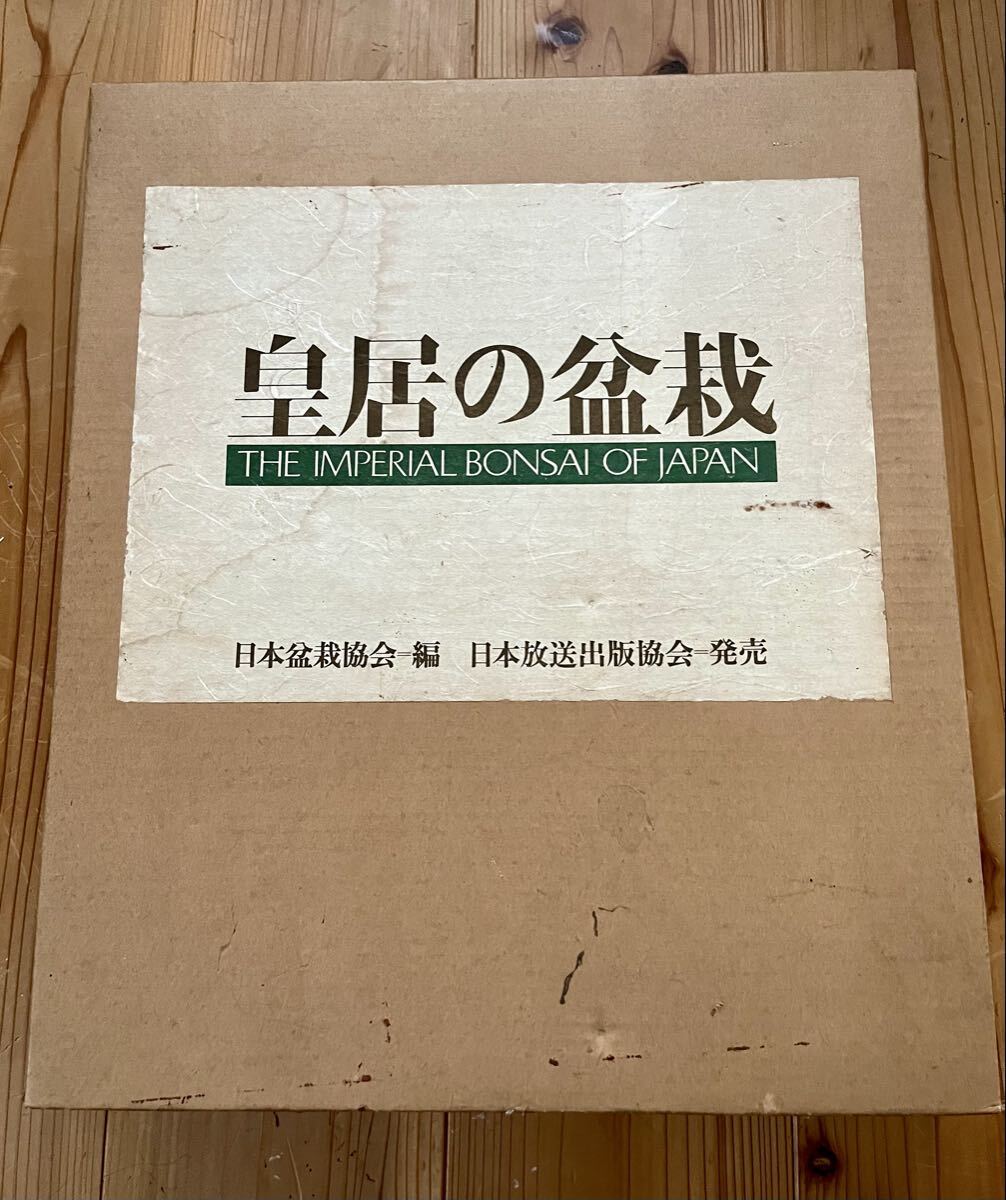 皇居の盆栽
THE IMPERIAL BONSAI OF JAPAN
日本盆栽協会=編　日本放送出版協会=発売